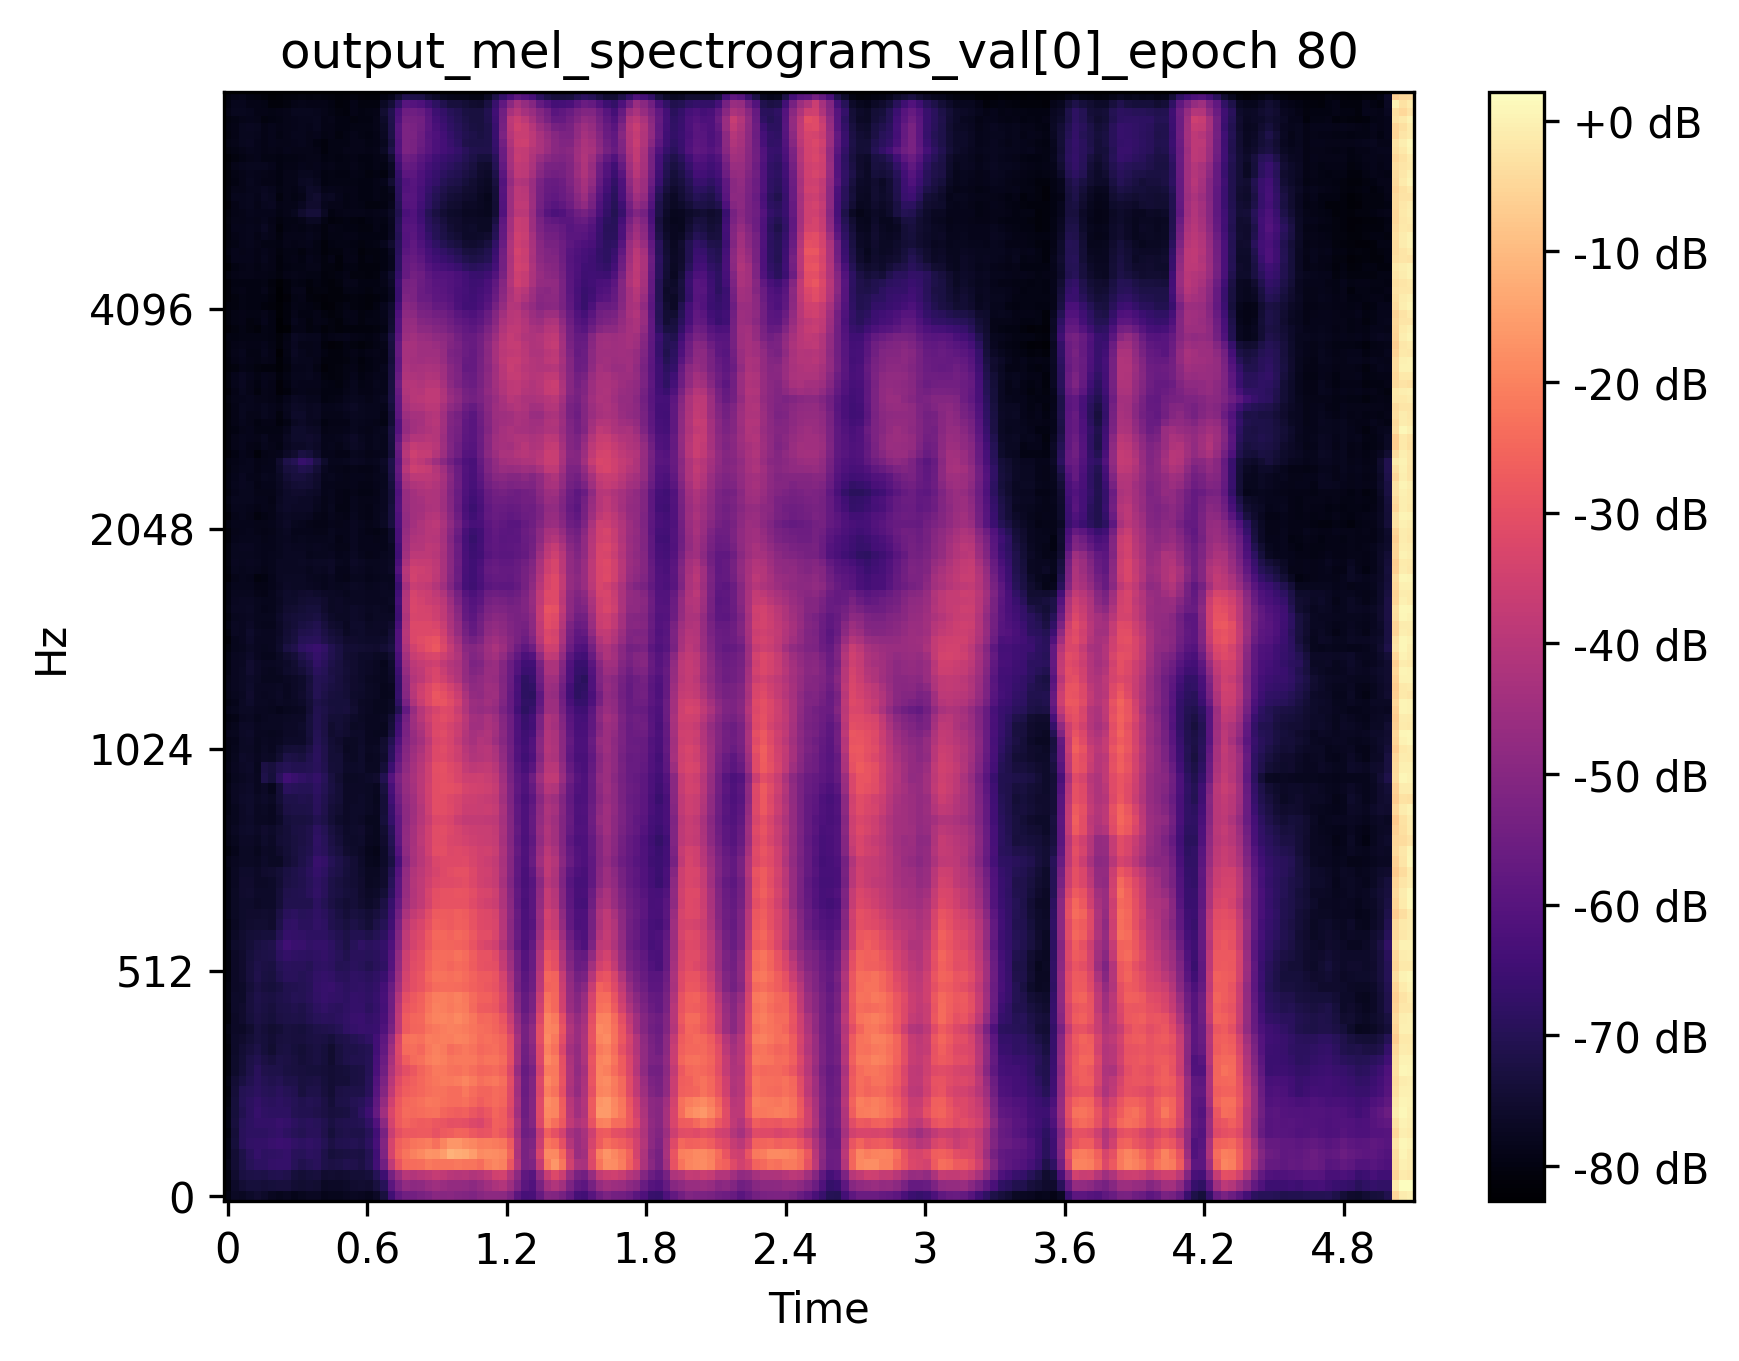 output_mel_spectrograms_val[0]_epoch 80
Hz
4096
2048
1024
512
0
0 0.6 1.2 1.8 2.4 3 3.6 4.2 4.8
Time
+0 dB
-10 dB
-20 dB
-30 dB
-40 dB
-50 dB
-60 dB
-70 dB
-80 dB